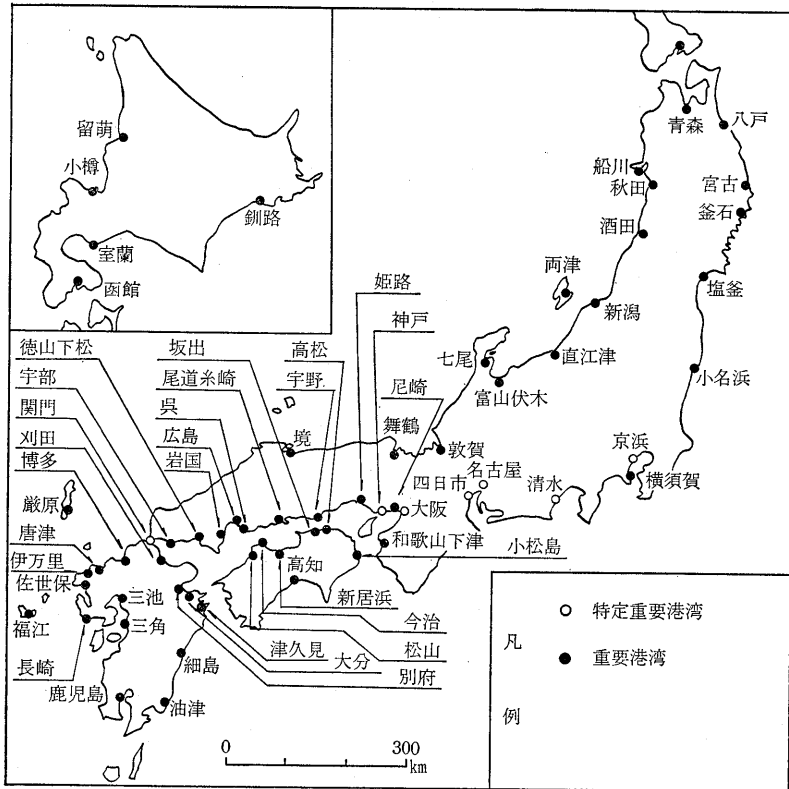 留萌
小樽
釧路
室蘭
函館
青森
八戸
船川
秋田
宮古
釜石
酒田
両津
塩釜
新潟
七尾
直江津
富山伏木
小名浜
姫路
神戸
徳山下松
坂出
高松
宇部
尾道糸崎
宇野
尼崎
関門
呉
刈田
広島
境
舞鶴
敦賀
博多
岩国
京浜
名古屋
横須賀
四日市
清水
大阪
厳原
和歌山下津
小松島
唐津
伊万里
高知
佐世保
三池
新居浜
福江
三角
今治
津久見
松山
長崎
細島
大分
別府
鹿児島
油津
0 300
km
凡例
特定重要港湾
重要港湾